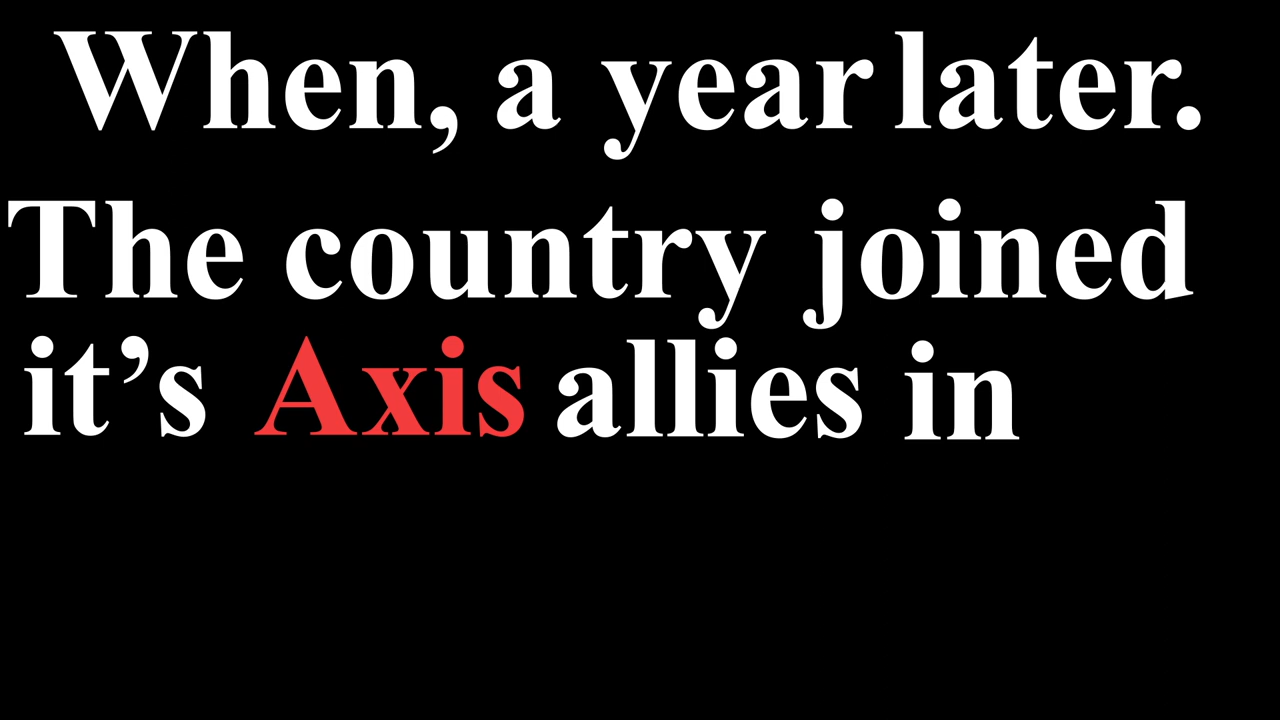 When, a year later.
The country joined
it’s Axis allies in